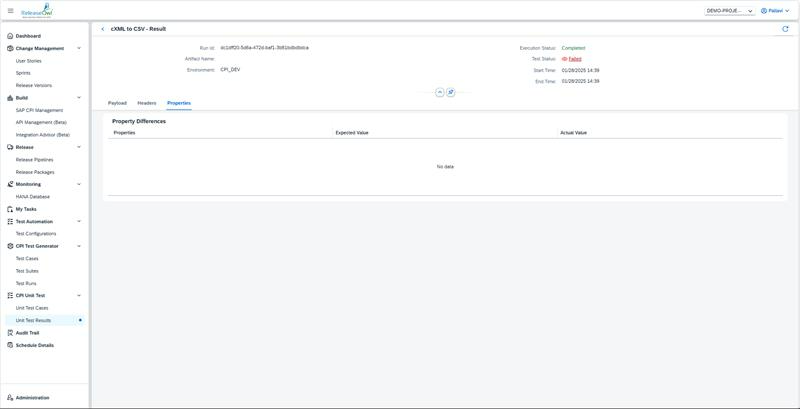 ReleaseOwl
DEMO-PROJE...
Pallavi
cXML to CSV - Result
Execution Status: Completed
Artifact Name:
Test Status: Failed
Environment: CPI_DEV
Start Time: 01/28/2025 14:39
End Time: 01/28/2025 14:39
Payload Headers Properties
Property Differences
Properties Expected Value Actual Value
No data
Dashboard
Change Management
User Stories
Sprints
Release Versions
Build
SAP CPI Management
API Management (Beta)
Integration Advisor (Beta)
Release
Release Pipelines
Release Packages
Monitoring
HANA Database
My Tasks
Test Automation
Test Configurations
CPI Test Generator
Test Cases
Test Suites
Test Runs
CPI Unit Test
Unit Test Cases
Unit Test Results
Audit Trail
Schedule Details
Administration
Run Id: